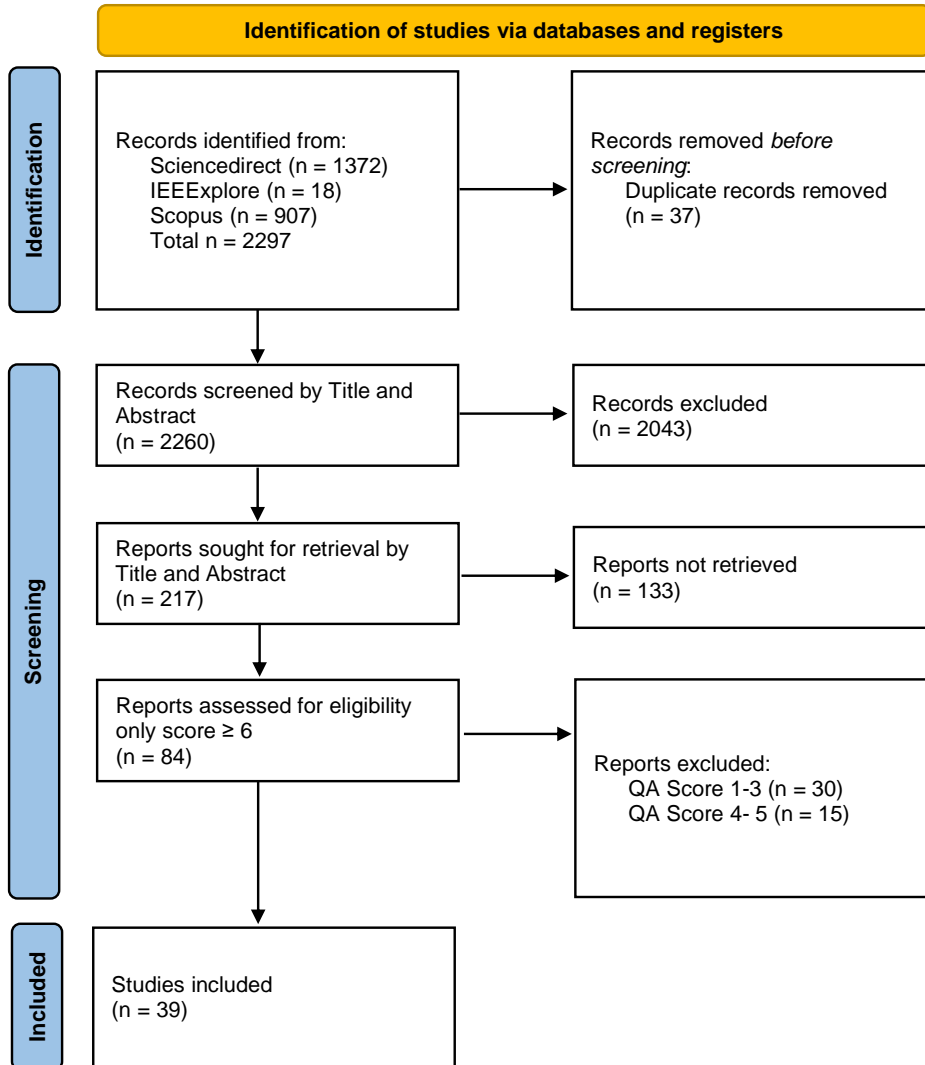 Identification of studies via databases and registers
Identification
Records identified from:
Sciencedirect (n = 1372)
IEEExplore (n = 18)
Scopus (n = 907)
Total n = 2297
Records removed before
screening:
Duplicate records removed
(n = 37)
Screening
Records screened by Title and
Abstract
(n = 2260)
Records excluded
(n = 2043)
Reports sought for retrieval by
Title and Abstract
(n = 217)
Reports not retrieved
(n = 133)
Reports assessed for eligibility
only score ≥ 6
(n = 84)
Reports excluded:
QA Score 1-3 (n = 30)
QA Score 4- 5 (n = 15)
Included
Studies included
(n = 39)